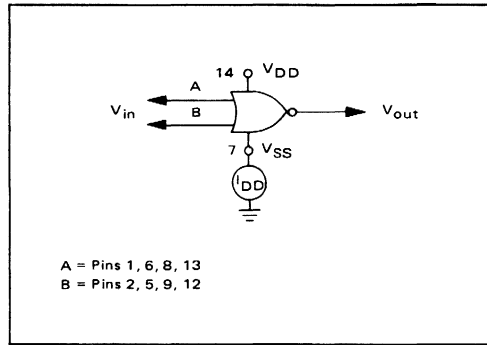 14 VDD
A
Vin
B
Vout
7 VSS
IDD
A = Pins 1, 6, 8, 13
B = Pins 2, 5, 9, 12